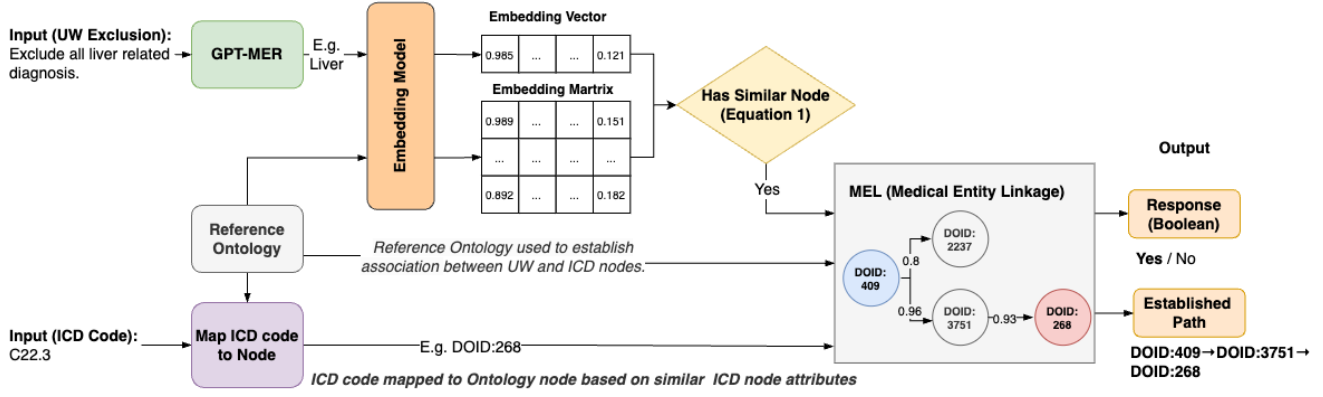 Input (UW Exclusion):
Exclude all liver related
diagnosis.
GPT-MER
E.g.
Liver
Embedding Model
Embedding Vector
0.985 ... ... 0.121
Embedding Martrix
0.989 ... ... 0.151
... ... ... ...
0.892 ... ... 0.182
Has Similar Node
(Equation 1)
Yes
Reference
Ontology
Reference Ontology used to establish
association between UW and ICD nodes.
Input (ICD Code):
C22.3
Map ICD code
to Node
E.g. DOID:268
ICD code mapped to Ontology node based on similar ICD node attributes
MEL (Medical Entity Linkage)
DOID:
409
0.8
DOID:
2237
0.96
DOID:
3751
0.93
DOID:
268
Output
Response
(Boolean)
Yes / No
Established
Path
DOID:409→DOID:3751→
DOID:268